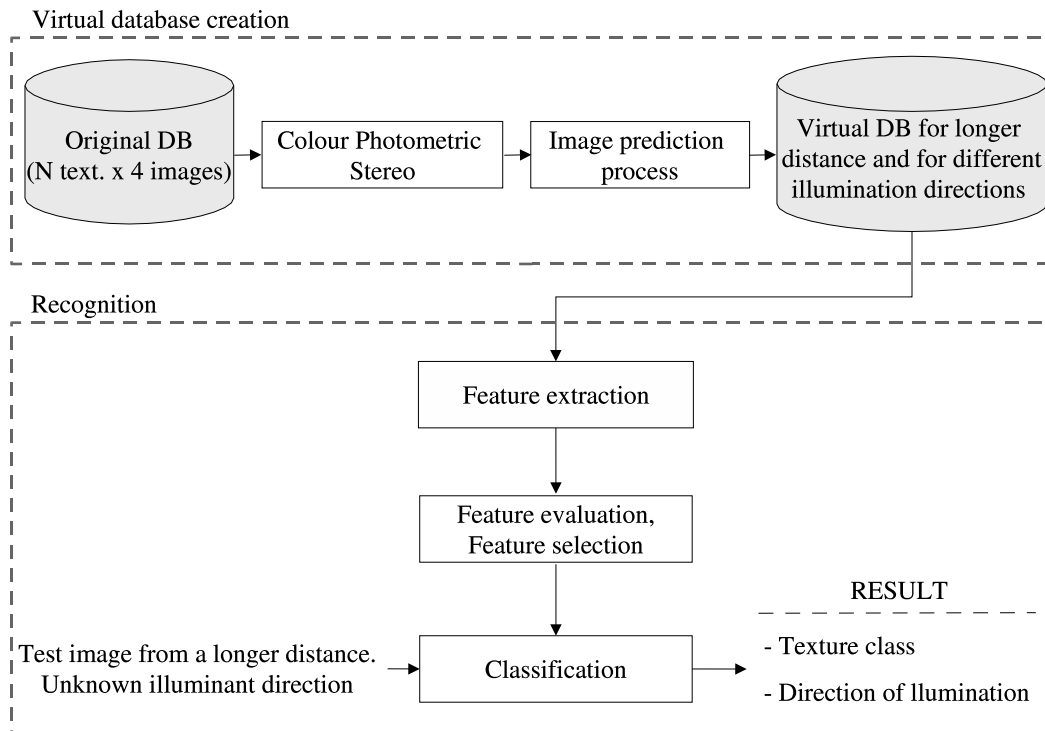 Virtual database creation
Original DB
(N text. x 4 images)
Colour Photometric
Stereo
Image prediction
process
Virtual DB for longer
distance and for different
illumination directions
Recognition
Feature extraction
Feature evaluation,
Feature selection
Test image from a longer distance.
Unknown illuminant direction
Classification
RESULT
- Texture class
- Direction of llumination